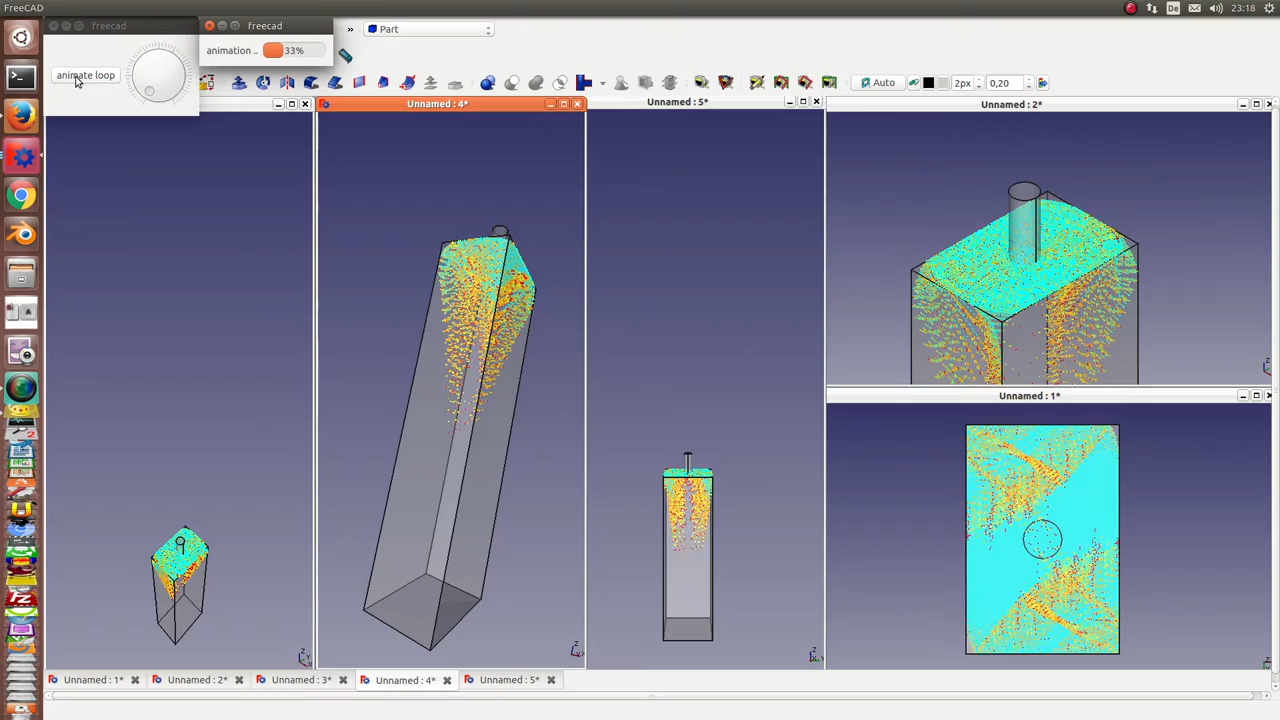 FreeCAD
De
23:18
freecad
freecad
animate loop
animation ..
33%
»
Part
Auto
2px
0,20
Unnamed : 4*
Unnamed : 5*
Unnamed : 2*
Unnamed : 1*
Unnamed : 1*
Unnamed : 2*
Unnamed : 3*
Unnamed : 4*
Unnamed : 5*